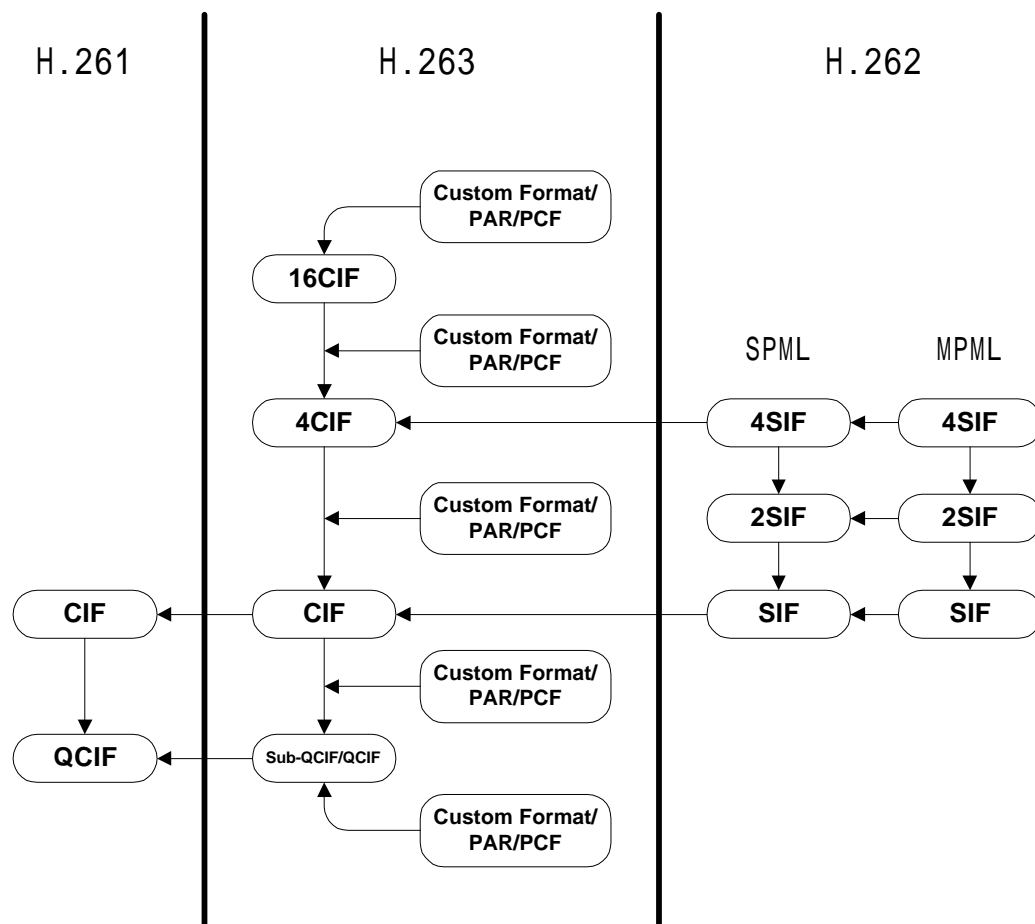 H.261
H.263
H.262
Custom Format/
PAR/PCF
16CIF
Custom Format/
PAR/PCF
SPML
MPML
4CIF
4SIF
4SIF
Custom Format/
PAR/PCF
2SIF
2SIF
CIF
CIF
SIF
SIF
Custom Format/
PAR/PCF
QCIF
Sub-QCIF/QCIF
Custom Format/
PAR/PCF